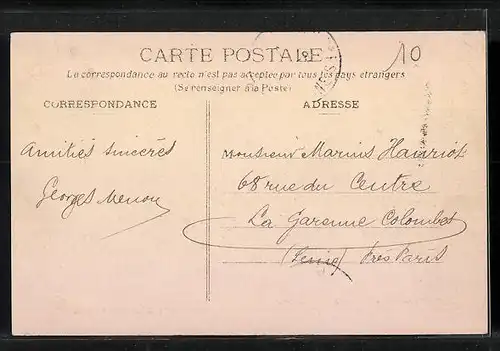 CARTE POSTALE
10
La correspondance au recto n'est pas acceptée par tous les pays étrangers
(Se renseigner à la Poste)
CORRESPONDANCE
ADRESSE
Amitiés sincères
Georges
Monsieur Marius Hanriot
68 rue du Centre
La Garenne Colombes
(Seine) Près Paris